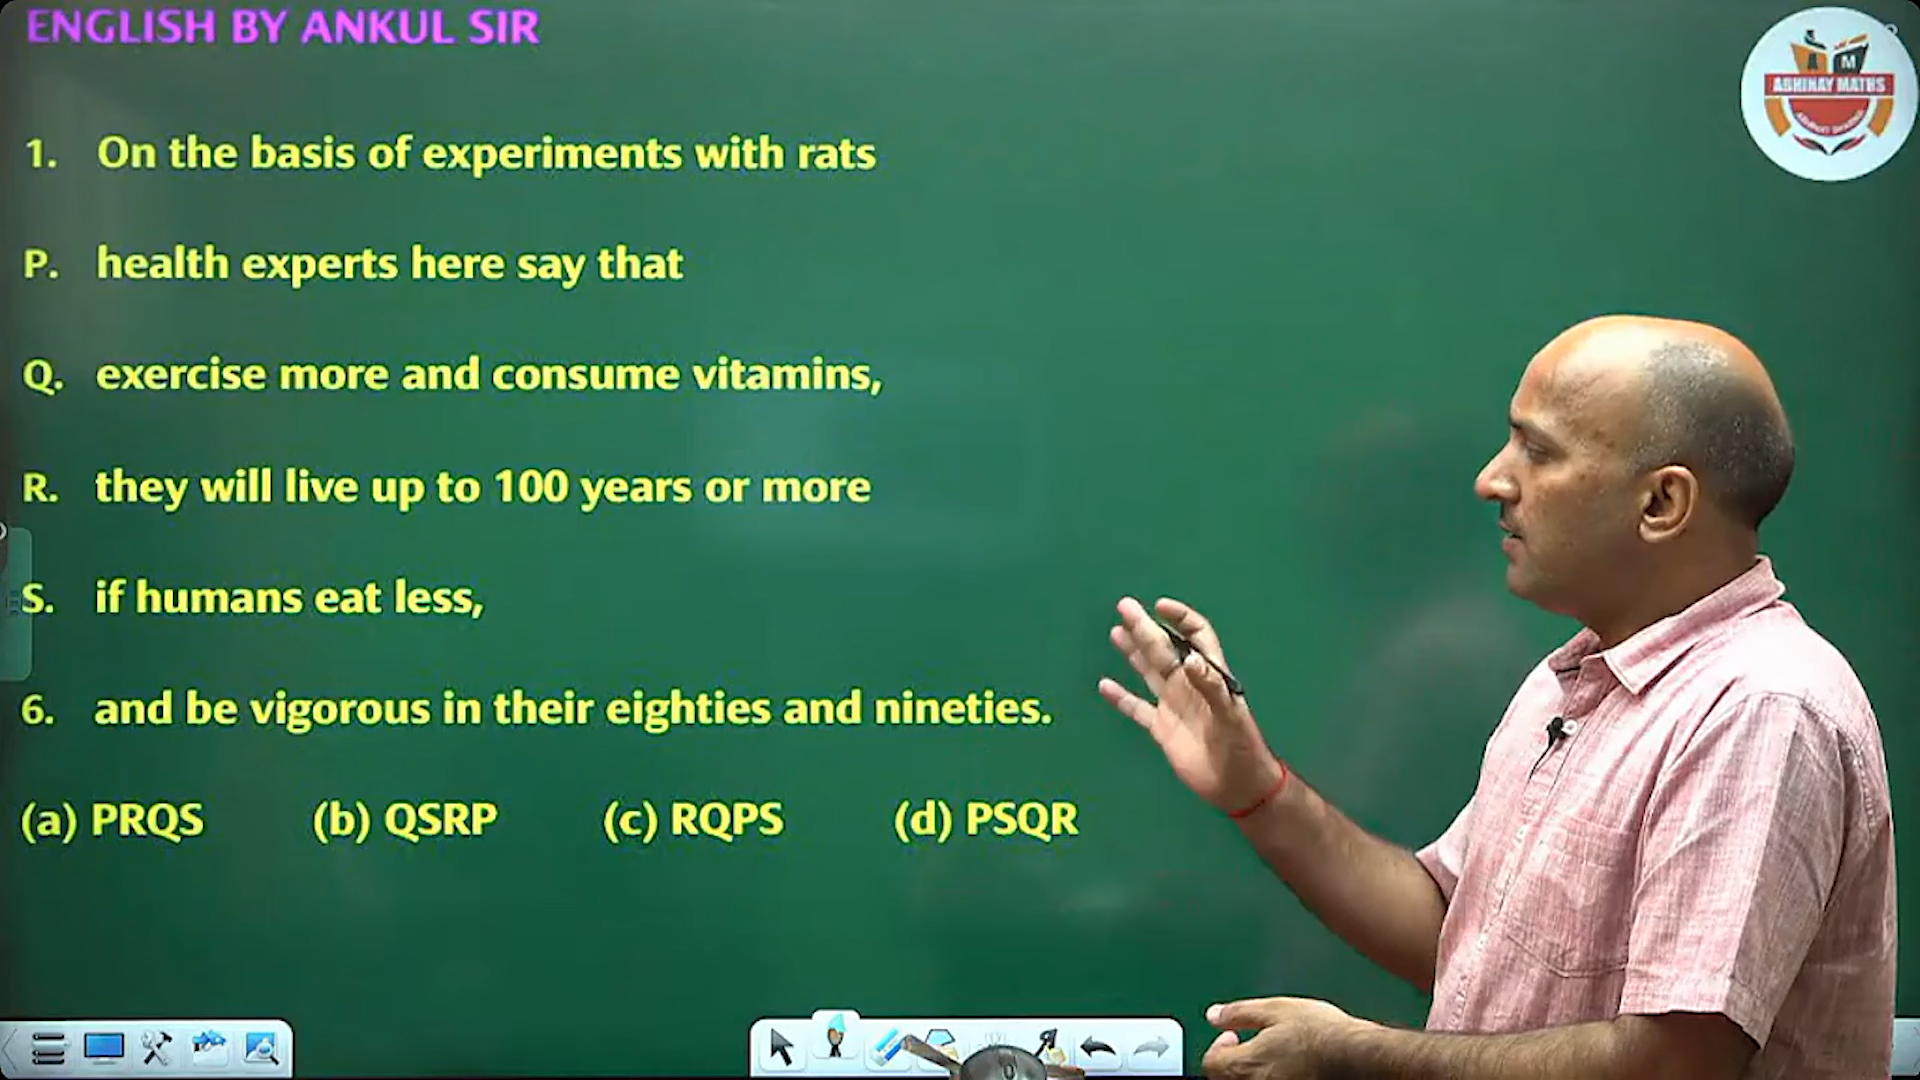 ENGLISH BY ANKUL SIR
AM
ABHINAY MATHS
1. On the basis of experiments with rats
P. health experts here say that
Q. exercise more and consume vitamins,
R. they will live up to 100 years or more
S. if humans eat less,
6. and be vigorous in their eighties and nineties.
(a) PRQS (b) QSRP (c) RQPS (d) PSQR